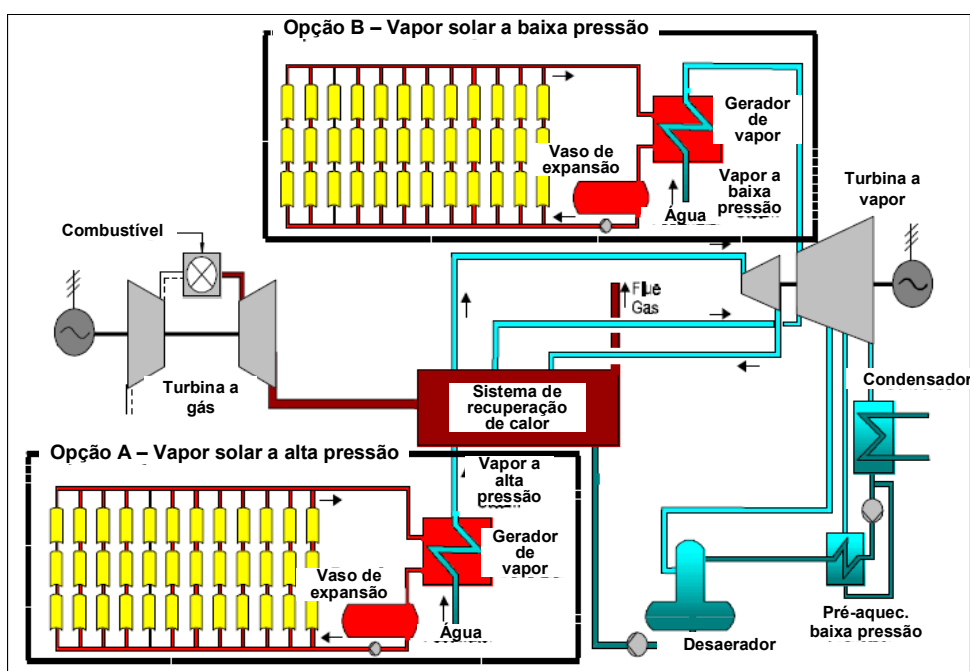 Opção B – Vapor solar a baixa pressão
Gerador
de
vapor
Vaso de
expansão
Vapor a
baixa
pressão
Água
Turbina a
vapor
Combustível
Flue
Gas
Turbina a
gás
Sistema de
recuperação
de calor
Condensador
Opção A – Vapor solar a alta pressão
Vapor a
alta
pressão
Gerador
de
vapor
Vaso de
expansão
Água
Desaerador
Pré-aquec.
baixa pressão